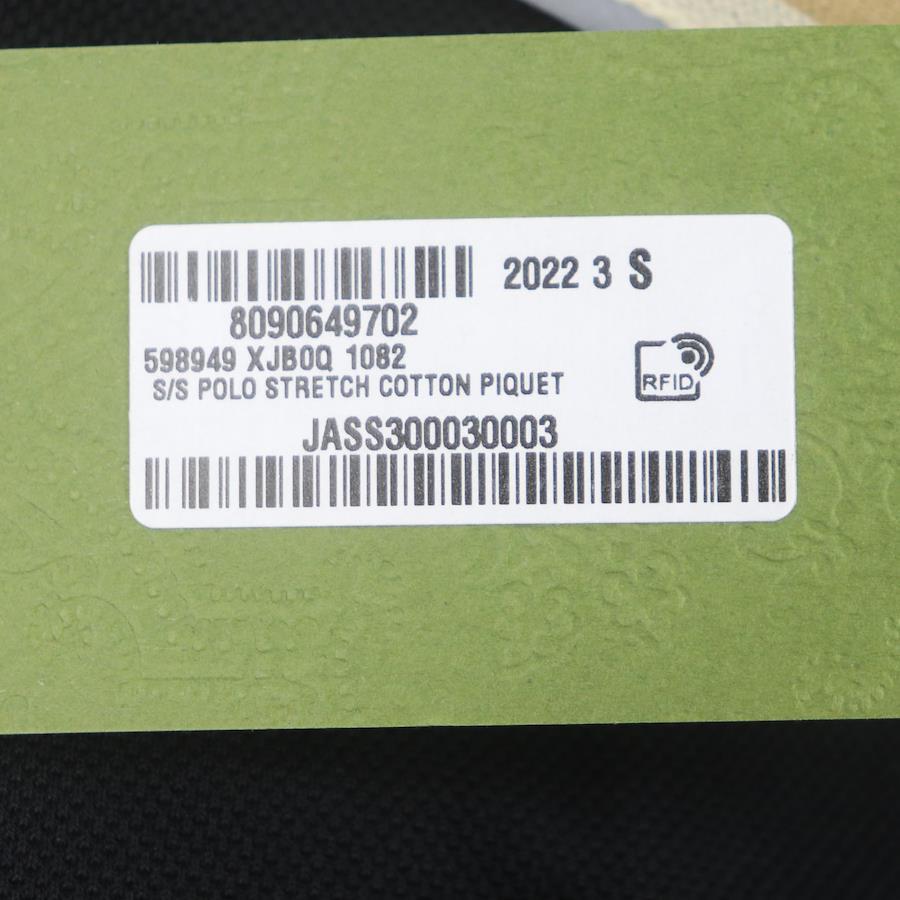 2022 3 S
8090649702
598949 XJB0Q 1082
S/S POLO STRETCH COTTON PIQUET
RFID
JASS300030003